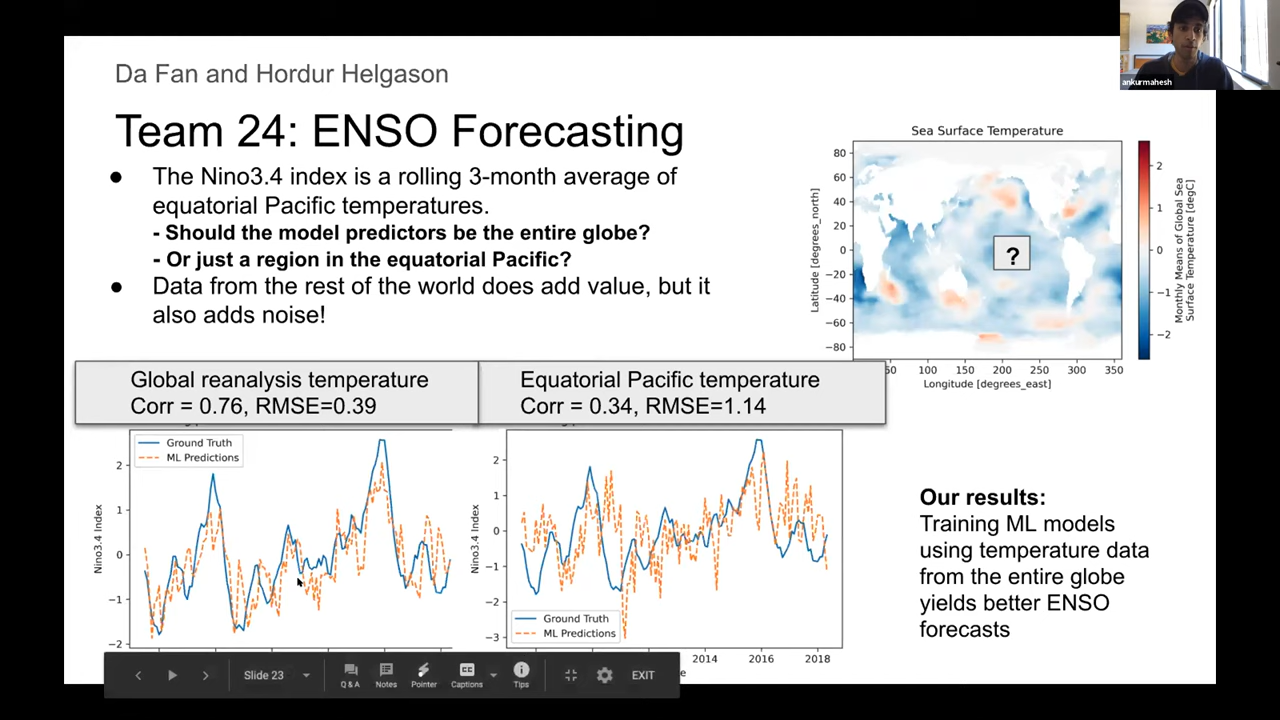 ankurmahesh
Da Fan and Hordur Helgason
Team 24: ENSO Forecasting
● The Nino3.4 index is a rolling 3-month average of
equatorial Pacific temperatures.
- Should the model predictors be the entire globe?
- Or just a region in the equatorial Pacific?
● Data from the rest of the world does add value, but it
also adds noise!
Sea Surface Temperature
80
60
40
20
0
−20
−40
−60
−80
Latitude [degrees_north]
?
50
100
150
200
250
300
350
Longitude [degrees_east]
2
1
0
−1
−2
Monthly Means of Global Sea
Surface Temperature [degC]
Global reanalysis temperature
Corr = 0.76, RMSE=0.39
Equatorial Pacific temperature
Corr = 0.34, RMSE=1.14
Ground Truth
ML Predictions
2
1
0
−1
−2
Nino3.4 Index
2
1
0
−1
−2
−3
Nino3.4 Index
Ground Truth
ML Predictions
2014
2016
2018
Our results:
Training ML models
using temperature data
from the entire globe
yields better ENSO
forecasts
Slide 23
Q & A
Notes
Pointer
CC
Captions
Tips
EXIT